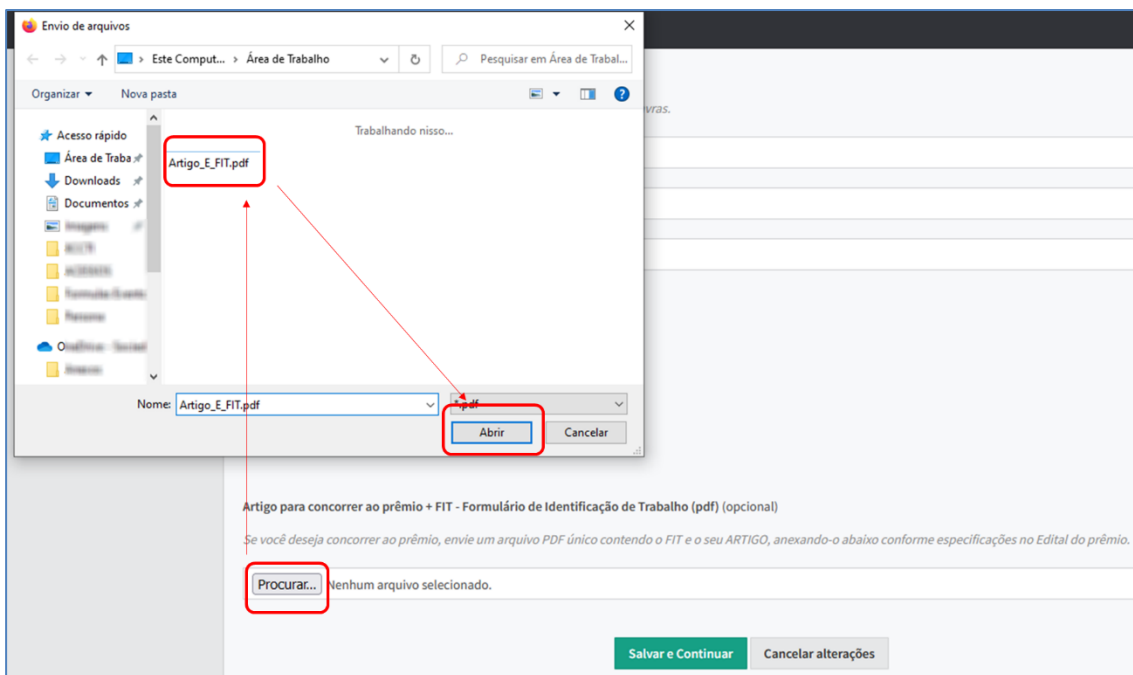 Envio de arquivos
Este Comput... > Área de Trabalho
Pesquisar em Área de Trabal...
Organizar
Nova pasta
vras.
Trabalhando nisso...
Acesso rápido
Área de Traba
Artigo_E_FIT.pdf
Downloads
Documentos
Nome: Artigo_E_FIT.pdf
*.pdf
Abrir
Cancelar
Artigo para concorrer ao prêmio + FIT - Formulário de Identificação de Trabalho (pdf) (opcional)
Se você deseja concorrer ao prêmio, envie um arquivo PDF único contendo o FIT e o seu ARTIGO, anexando-o abaixo conforme especificações no Edital do prêmio.
Procurar... Nenhum arquivo selecionado.
Salvar e Continuar
Cancelar alterações